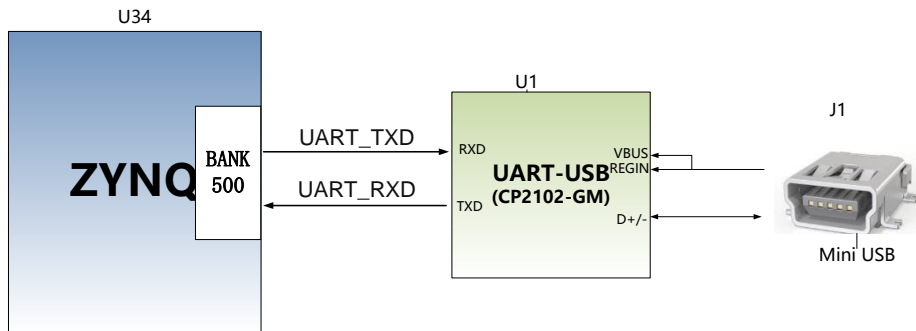 U34
U1
J1
ZYNQ
BANK
500
UART_TXD
UART_RXD
RXD
TXD
UART-USB
(CP2102-GM)
VBUS
REGIN
D+/-
Mini USB